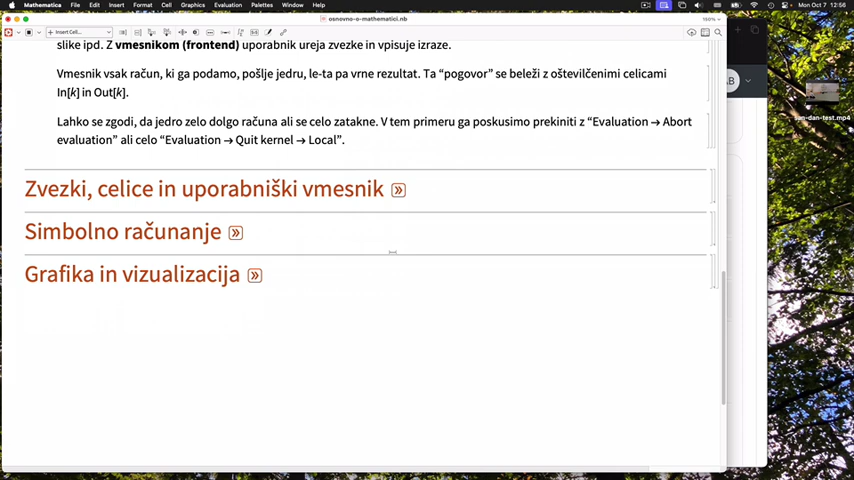 Mathematica File Edit Insert Format Cell Graphics Evaluation Palettes Window Help
Mon Oct 7 12:56
osnovno-o-mathematici.nb
Insert Cell...
160%
slike ipd. Z vmesnikom (frontend) uporabnik ureja zvezke in vpisuje izraze.
Vmesnik vsak račun, ki ga podamo, pošlje jedru, le-ta pa vrne rezultat. Ta “pogovor” se beleži z oštevilčenimi celicami
In[k] in Out[k].
Lahko se zgodi, da jedro zelo dolgo računa ali se celo zatakne. V tem primeru ga poskusimo prekiniti z “Evaluation → Abort
evaluation” ali celo “Evaluation → Quit kernel → Local”.
Zvezki, celice in uporabniški vmesnik
Simbolno računanje
Grafika in vizualizacija
AB